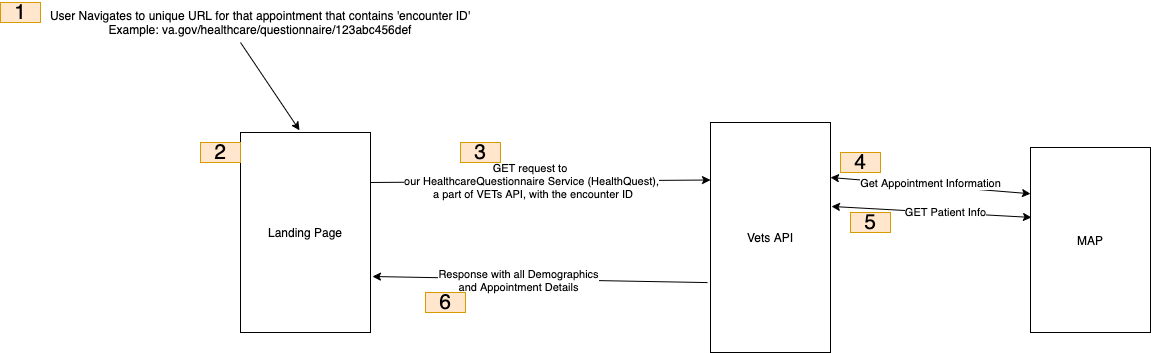 1
User Navigates to unique URL for that appointment that contains 'encounter ID'
Example: va.gov/healthcare/questionnaire/123abc456def
2
Landing Page
3
GET request to
our HealthcareQuestionnaire Service (HealthQuest),
a part of VETs API, with the encounter ID
Vets API
4
Get Appointment Information
GET Patient Info
5
MAP
Response with all Demographics
and Appointment Details
6